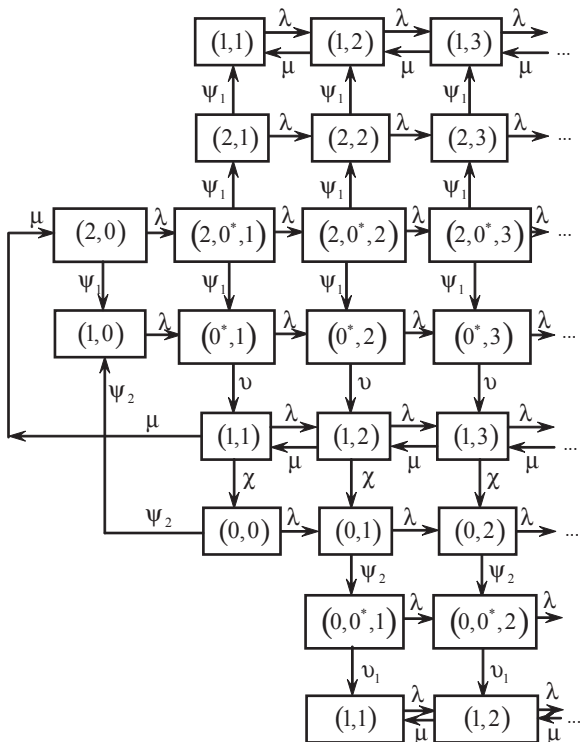 λ λ λ
(1,1) (1,2) (1,3) ...
μ μ μ
ψ₁ ψ₁ ψ₁
λ λ λ
(2,1) (2,2) (2,3) ...
ψ₁ ψ₁ ψ₁
μ λ λ λ λ
(2,0) (2,0*,1) (2,0*,2) (2,0*,3) ...
ψ₁ ψ₁ ψ₁ ψ₁
(1,0) λ (0*,1) λ (0*,2) λ (0*,3) λ ...
ψ₂ υ υ υ
μ λ λ λ
(1,1) (1,2) (1,3) ...
μ μ μ
χ χ χ
ψ₂ (0,0) λ (0,1) λ (0,2) λ ...
ψ₂ ψ₂
(0,0*,1) λ (0,0*,2) λ
υ₁ υ₁
λ λ
(1,1) (1,2) ...
μ μ